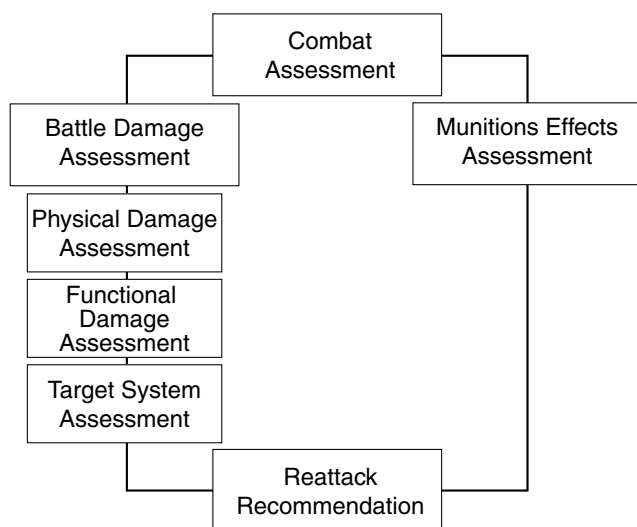 Combat
Assessment
Battle Damage
Assessment
Munitions Effects
Assessment
Physical Damage
Assessment
Functional
Damage
Assessment
Target System
Assessment
Reattack
Recommendation